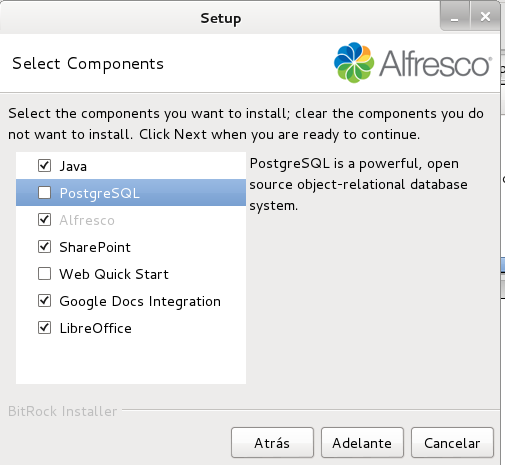 Setup
Select Components
Alfresco
Select the components you want to install; clear the components you do
not want to install. Click Next when you are ready to continue.
Java
PostgreSQL
Alfresco
SharePoint
Web Quick Start
Google Docs Integration
LibreOffice
PostgreSQL is a powerful, open
source object-relational database
system.
BitRock Installer
Atrás
Adelante
Cancelar